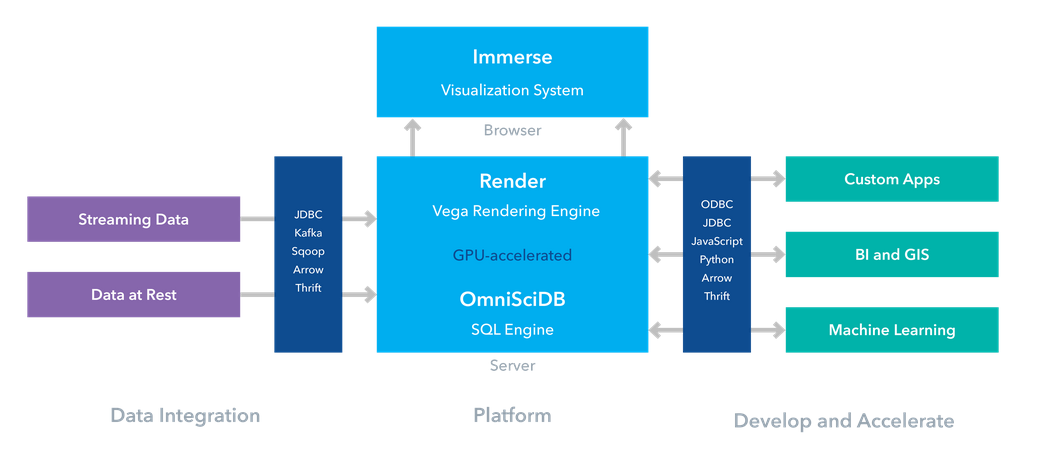 Immerse
Visualization System
Browser
Streaming Data
Data at Rest
JDBC
Kafka
Sqoop
Arrow
Thrift
Render
Vega Rendering Engine
GPU-accelerated
OmniSciDB
SQL Engine
Server
ODBC
JDBC
JavaScript
Python
Arrow
Thrift
Custom Apps
BI and GIS
Machine Learning
Data Integration
Platform
Develop and Accelerate